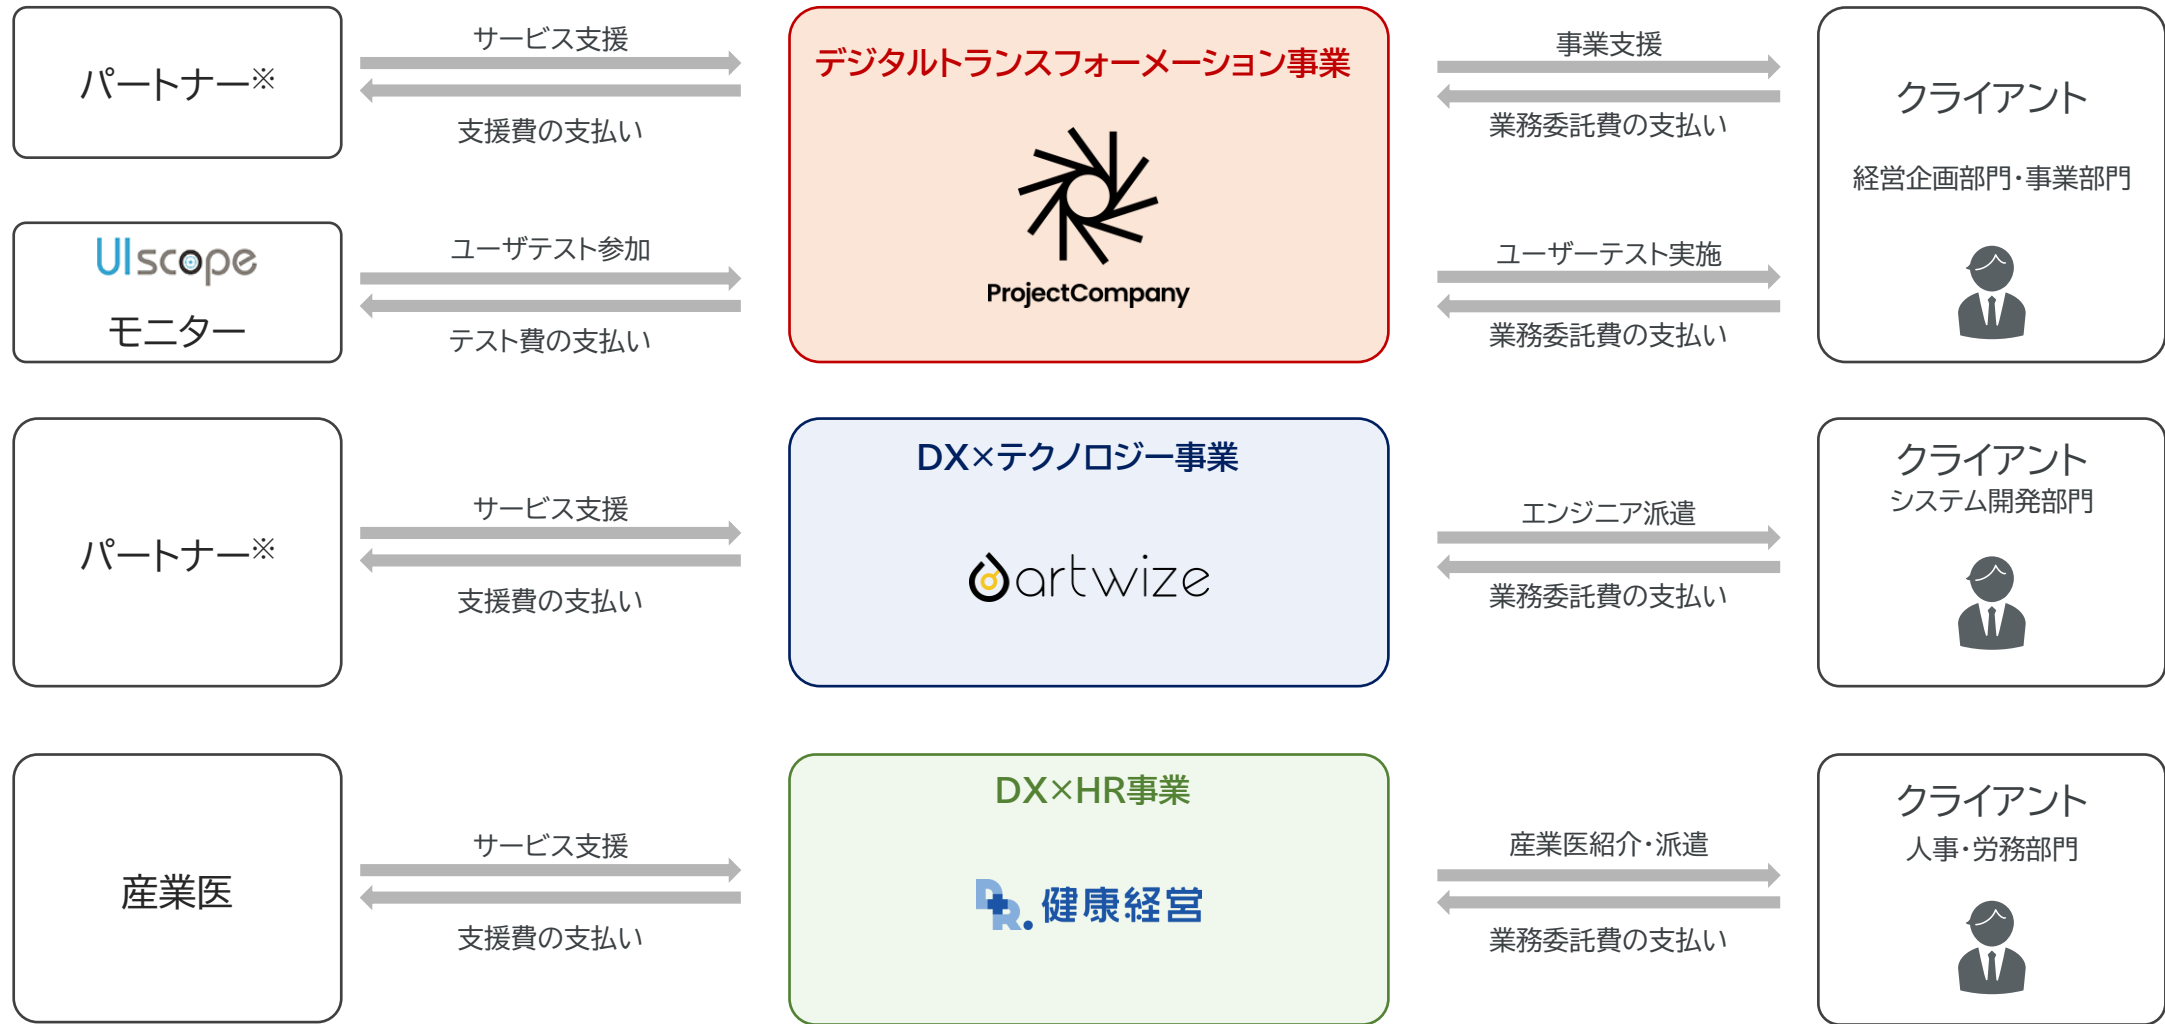 パートナー※
サービス支援
支援費の支払い
デジタルトランスフォーメーション事業
ProjectCompany
事業支援
業務委託費の支払い
クライアント
経営企画部門・事業部門
UIscope
モニター
ユーザテスト参加
テスト費の支払い
ユーザーテスト実施
業務委託費の支払い
パートナー※
サービス支援
支援費の支払い
DX×テクノロジー事業
artwize
エンジニア派遣
業務委託費の支払い
クライアント
システム開発部門
産業医
サービス支援
支援費の支払い
DX×HR事業
DR.健康経営
産業医紹介・派遣
業務委託費の支払い
クライアント
人事・労務部門